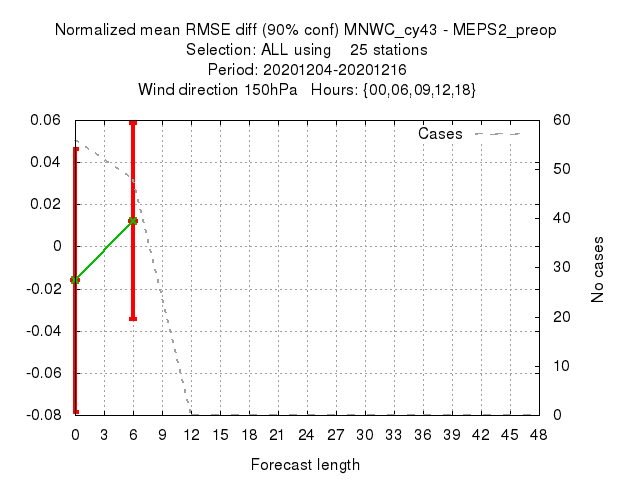 Normalized mean RMSE diff (90% conf) MNWC_cy43 - MEPS2_preop
Selection: ALL using    25 stations
Period: 20201204-20201216
Wind direction 150hPa   Hours: {00,06,09,12,18}
Cases
0.06
0.04
0.02
0
-0.02
-0.04
-0.06
-0.08
60
50
40
30
20
10
0
No cases
0 3 6 9 12 15 18 21 24 27 30 33 36 39 42 45 48
Forecast length